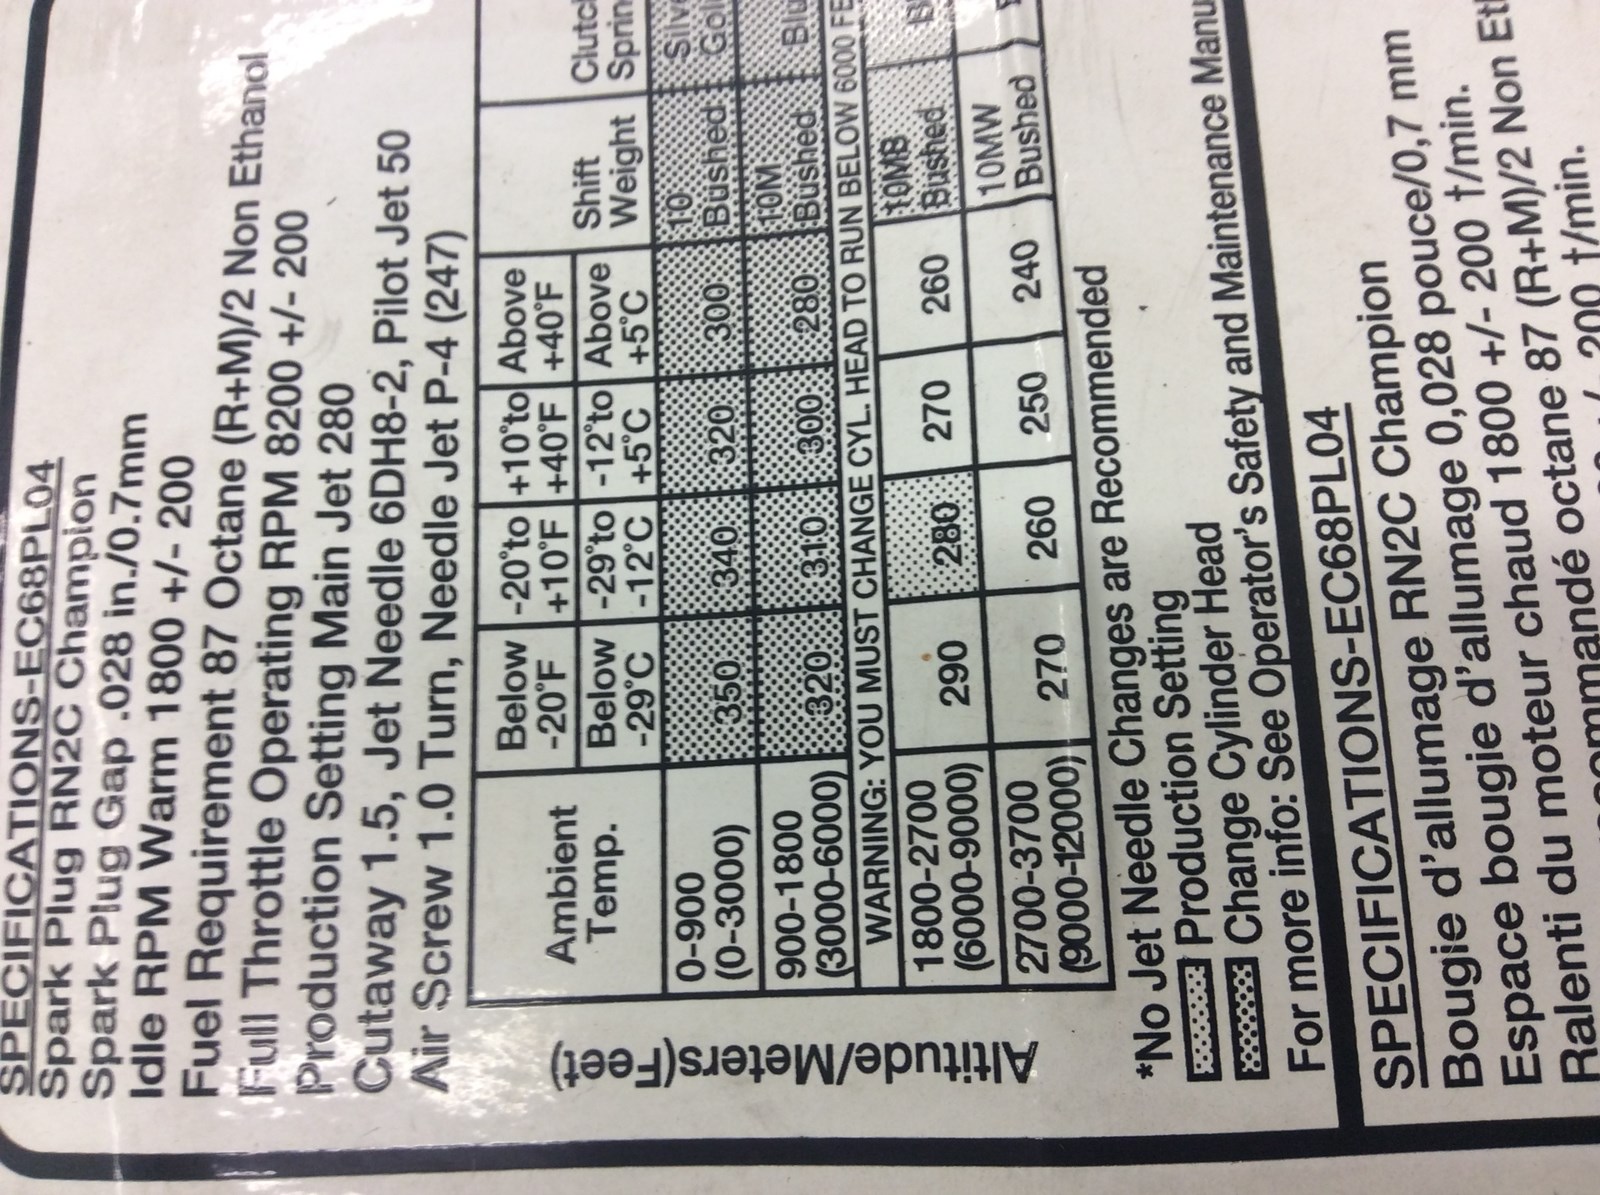 SPECIFICATIONS-EC68PL04
Spark Plug RN2C Champion
Spark Plug Gap .028 in./0.7mm
Idle RPM Warm 1800 +/- 200
Fuel Requirement 87 Octane (R+M)/2 Non Ethanol
Full Throttle Operating RPM 8200 +/- 200
Production Setting Main Jet 280
Cutaway 1.5, Jet Needle 6DH8-2, Pilot Jet 50
Air Screw 1.0 Turn, Needle Jet P-4 (247)
Altitude/Meters(Feet)
Ambient Temp.
Below -20°F
-20°to +10°F
+10°to +40°F
Above +40°F
Shift Weight
Below -29°C
-29°to -12°C
-12°to +5°C
Above +5°C
0-900 (0-3000) 350 340 320 300 10 Bushed
900-1800 (3000-6000) 320 310 300 280 10M Bushed
WARNING: YOU MUST CHANGE CYL. HEAD TO RUN BELOW 6000
1800-2700 (6000-9000) 290 280 270 260 10MB Bushed
2700-3700 (9000-12000) 270 260 250 240 10MW Bushed
*No Jet Needle Changes are Recommended
Production Setting
Change Cylinder Head
For more info: See Operator's Safety and Maintenance Manu
SPECIFICATIONS-EC68PL04
Bougie d'allumage RN2C Champion
Espace bougie d'allumage 0,028 pouce/0,7 mm
Ralenti du moteur chaud 1800 +/- 200 t/min.
octane 87 (R+M)/2 Non Et
200 t/min.